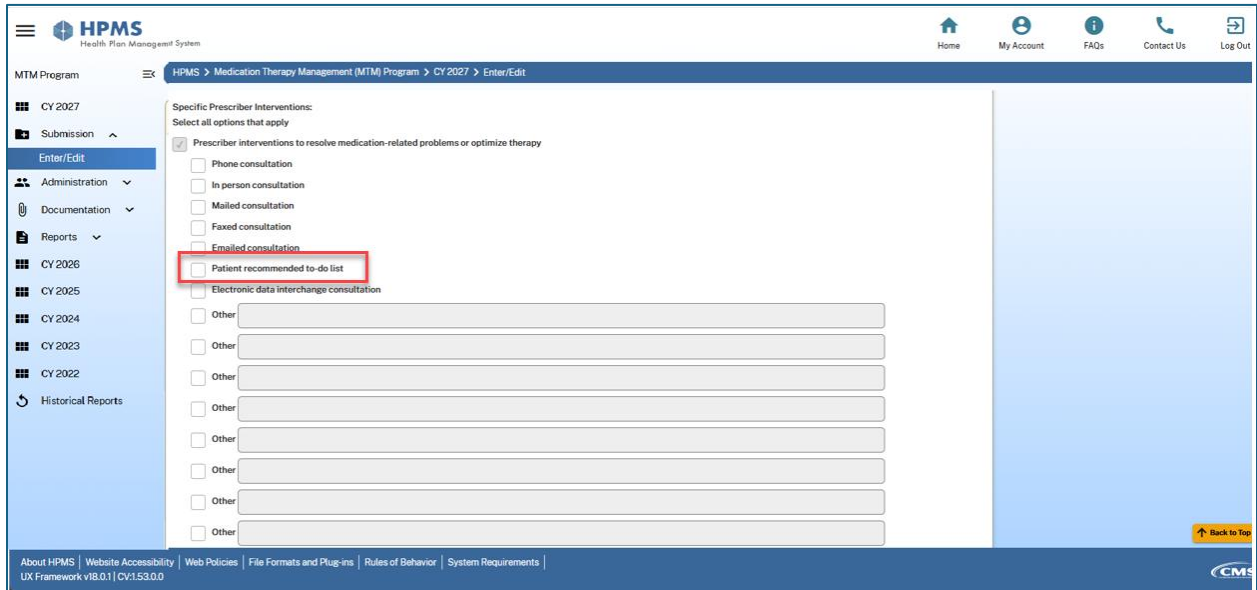 HPMS
Health Plan Managemt System
Home
My Account
FAQs
Contact Us
Log Out
MTM Program
HPMS > Medication Therapy Management (MTM) Program > CY 2027 > Enter/Edit
CY 2027
Submission
Enter/Edit
Administration
Documentation
Reports
CY 2026
CY 2025
CY 2024
CY 2023
CY 2022
Historical Reports
Specific Prescriber Interventions:
Select all options that apply
Prescriber interventions to resolve medication-related problems or optimize therapy
Phone consultation
In person consultation
Mailed consultation
Faxed consultation
Emailed consultation
Patient recommended to-do list
Electronic data interchange consultation
Other
Other
Other
Other
Other
Other
Other
Other
Back to Top
About HPMS | Website Accessibility | Web Policies | File Formats and Plug-ins | Rules of Behavior | System Requirements |
UX Framework v18.0.1 | CV:1.53.0.0
CMS